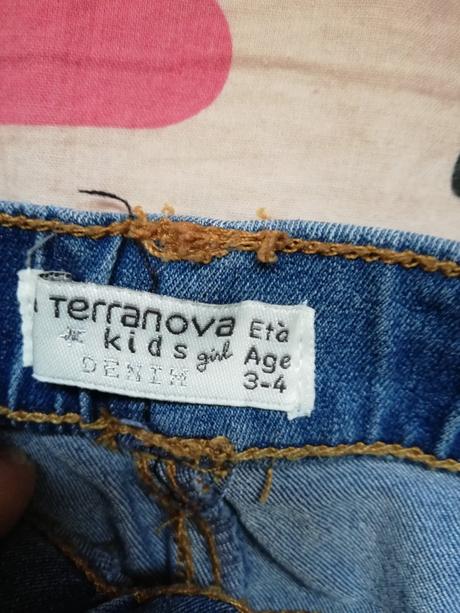 Terranova
kids girl
DENIM
Età
Age
3-4